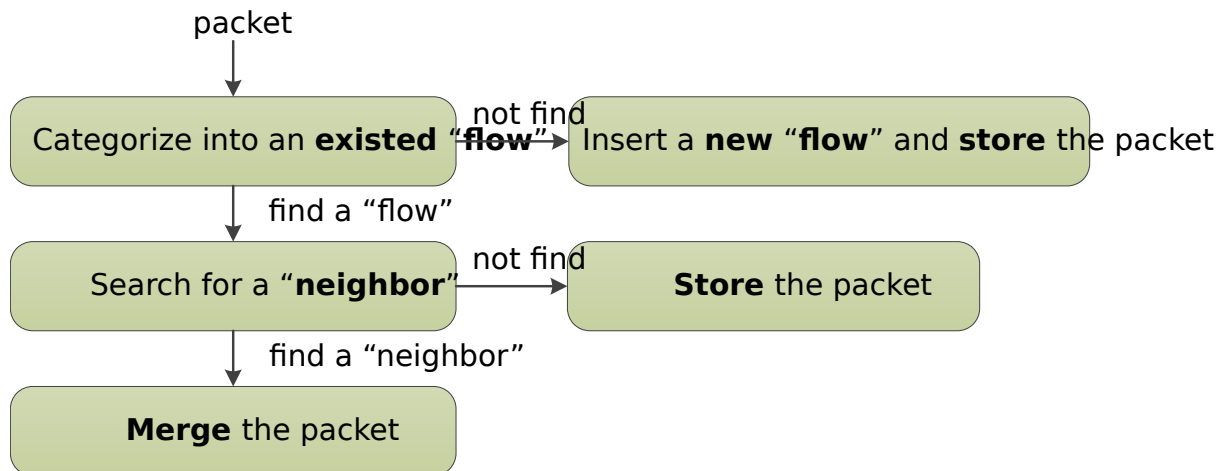 packet
not find
Categorize into an existed “flow”
Insert a new “flow” and store the packet
find a “flow”
not find
Search for a “neighbor”
Store the packet
find a “neighbor”
Merge the packet